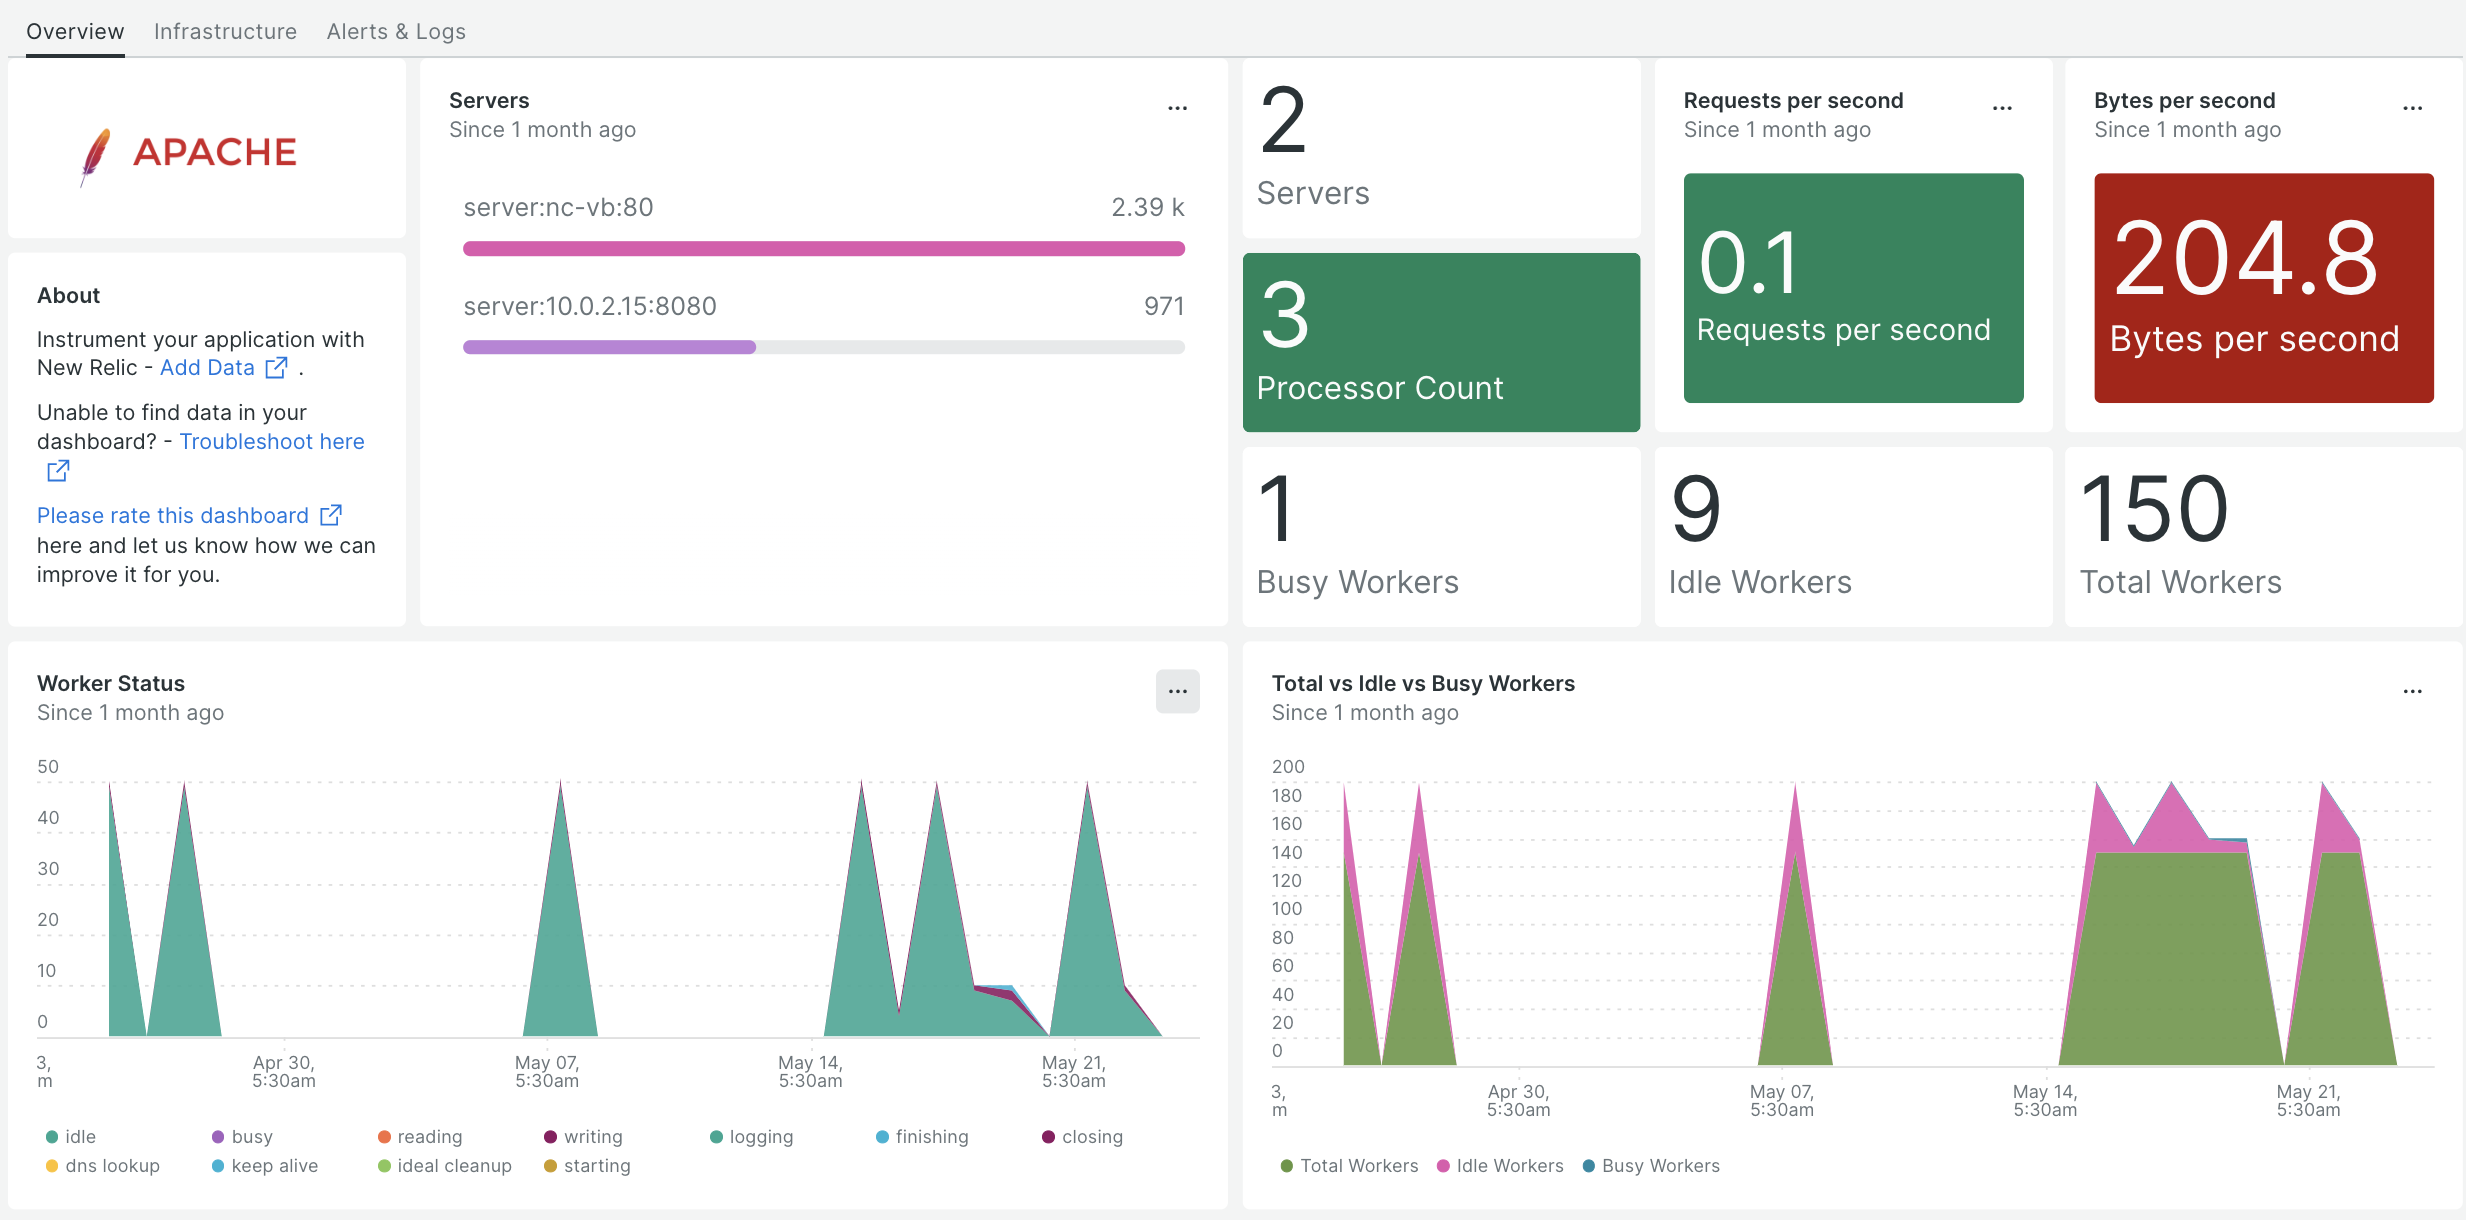 Overview Infrastructure Alerts & Logs
APACHE
About
Instrument your application with
New Relic - Add Data .
Unable to find data in your
dashboard? - Troubleshoot here
Please rate this dashboard
here and let us know how we can
improve it for you.
Servers
Since 1 month ago
server:nc-vb:80 2.39 k
server:10.0.2.15:8080 971
2
Servers
3
Processor Count
Requests per second
Since 1 month ago
0.1
Requests per second
Bytes per second
Since 1 month ago
204.8
Bytes per second
1
Busy Workers
9
Idle Workers
150
Total Workers
Worker Status
Since 1 month ago
50
40
30
20
10
0
3, Apr 30, May 07, May 14, May 21,
m 5:30am 5:30am 5:30am 5:30am
idle busy reading writing logging finishing closing
dns lookup keep alive ideal cleanup starting
Total vs Idle vs Busy Workers
Since 1 month ago
200
180
160
140
120
100
80
60
40
20
0
3, Apr 30, May 07, May 14, May 21,
m 5:30am 5:30am 5:30am 5:30am
Total Workers Idle Workers Busy Workers